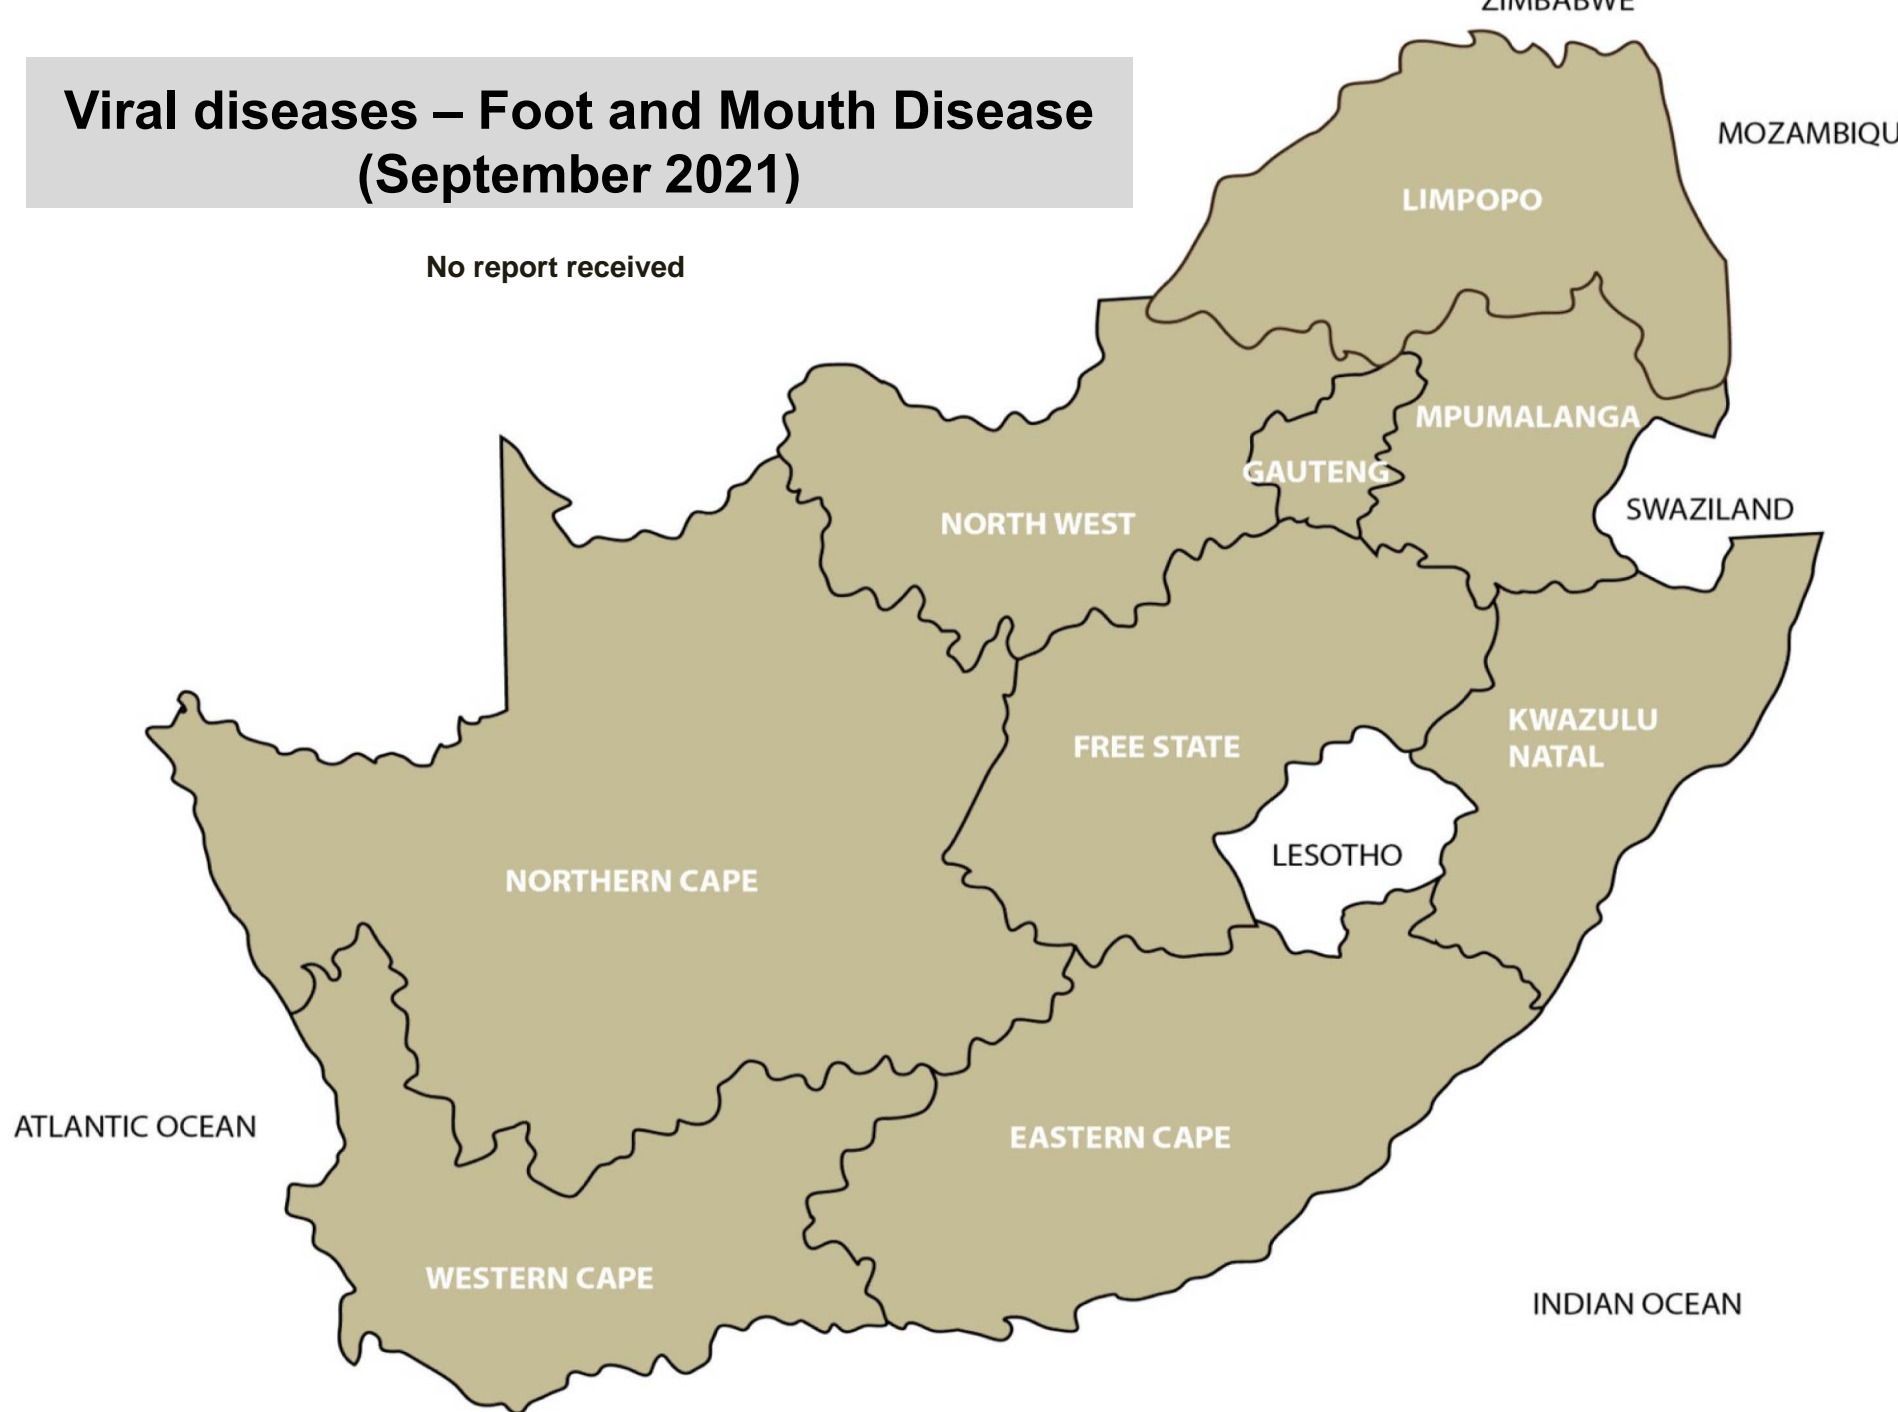 ZIMBABWE
Viral diseases – Foot and Mouth Disease
(September 2021)
MOZAMBIQU
LIMPOPO
No report received
MPUMALANGA
GAUTENG
SWAZILAND
NORTH WEST
KWAZULU
NATAL
FREE STATE
LESOTHO
NORTHERN CAPE
ATLANTIC OCEAN
EASTERN CAPE
WESTERN CAPE
INDIAN OCEAN